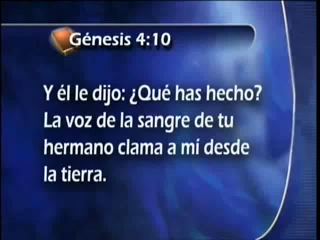 Génesis 4:10
Y él le dijo: ¿Qué has hecho?
La voz de la sangre de tu
hermano clama a mí desde
la tierra.